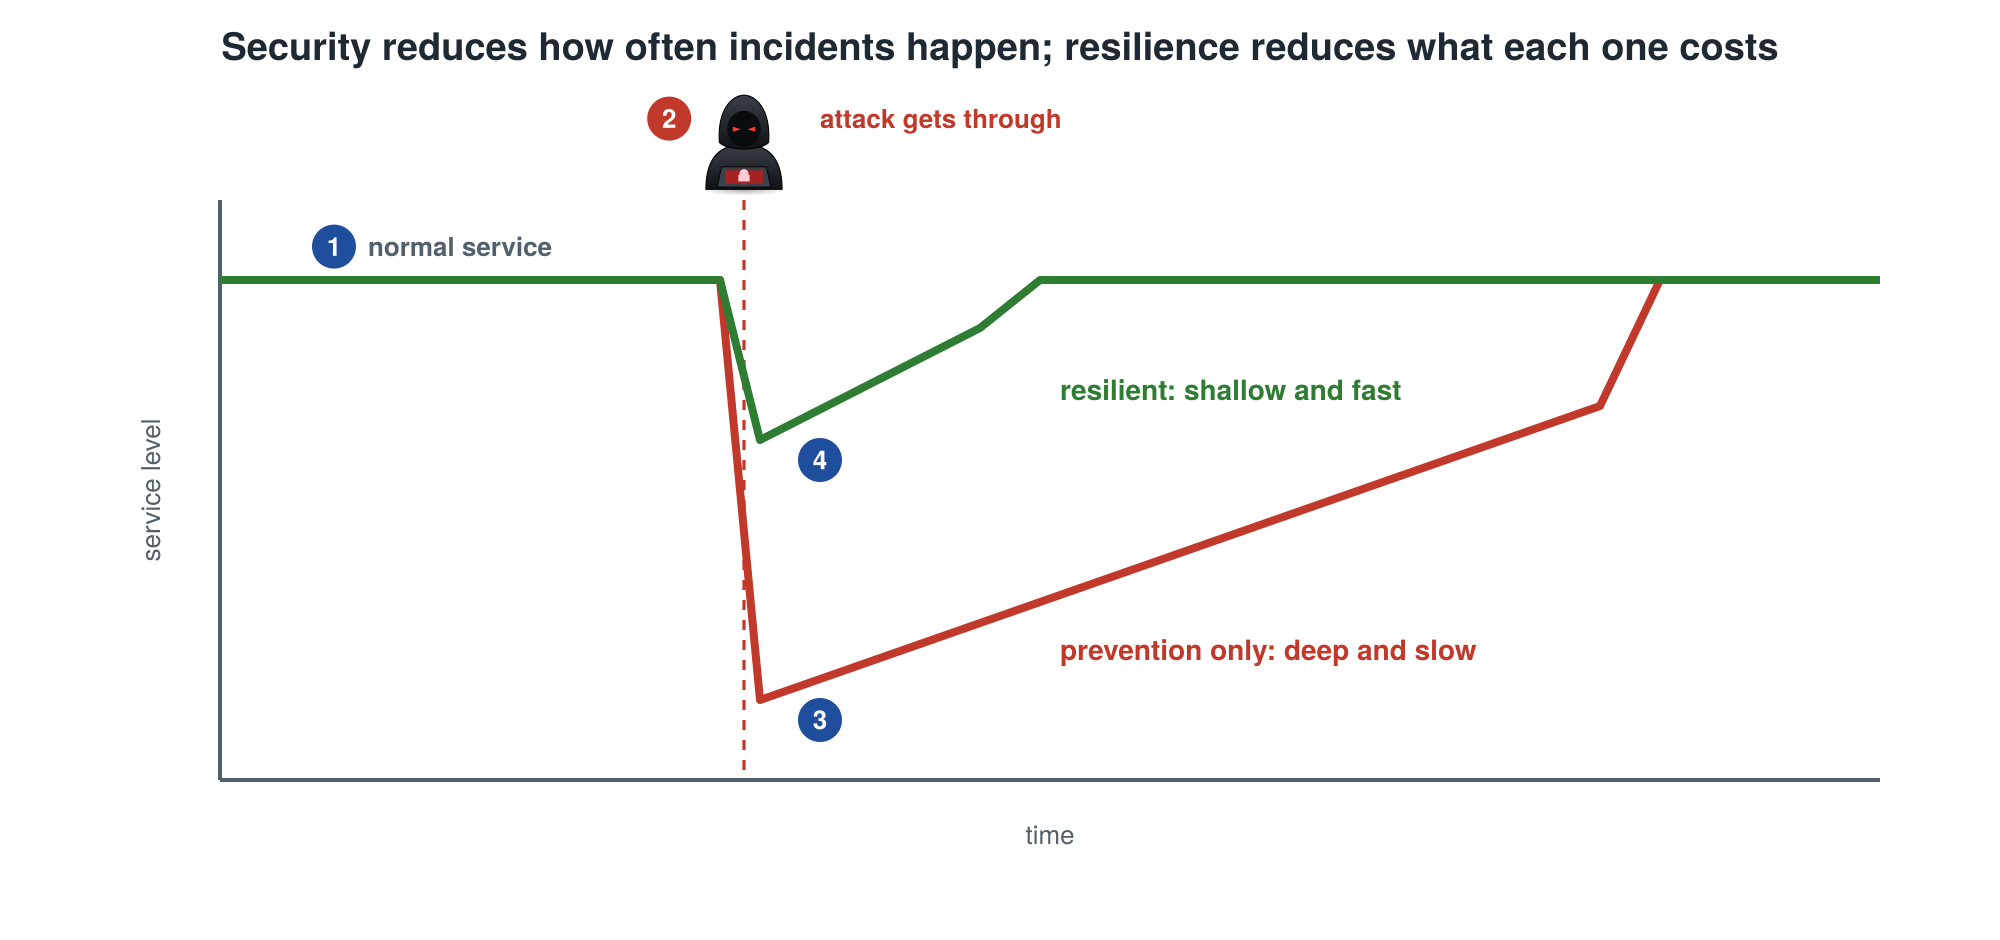 Security reduces how often incidents happen; resilience reduces what each one costs
2
attack gets through
1
normal service
resilient: shallow and fast
4
service level
prevention only: deep and slow
3
time